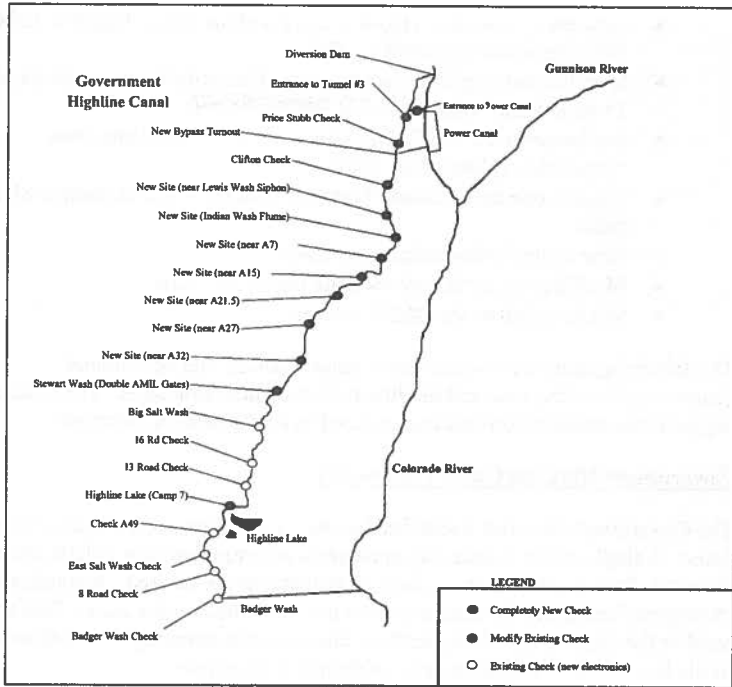 Diversion Dam
Gunnison River
Government
Highline Canal
Entrance to Tunnel #3
Entrance to Power Canal
Price Stubb Check
Power Canal
New Bypass Turnout
Clifton Check
New Site (near Lewis Wash Siphon)
New Site (Indian Wash Flume)
New Site (near A7)
New Site (near A15)
New Site (near A21.5)
New Site (near A27)
New Site (near A32)
Stewart Wash (Double AMIL Gates)
Big Salt Wash
16 Rd Check
13 Road Check
Colorado River
Highline Lake (Camp 7)
Check A49
Highline Lake
East Salt Wash Check
8 Road Check
Badger Wash
Badger Wash Check
LEGEND
Completely New Check
Modify Existing Check
Existing Check (new electronics)